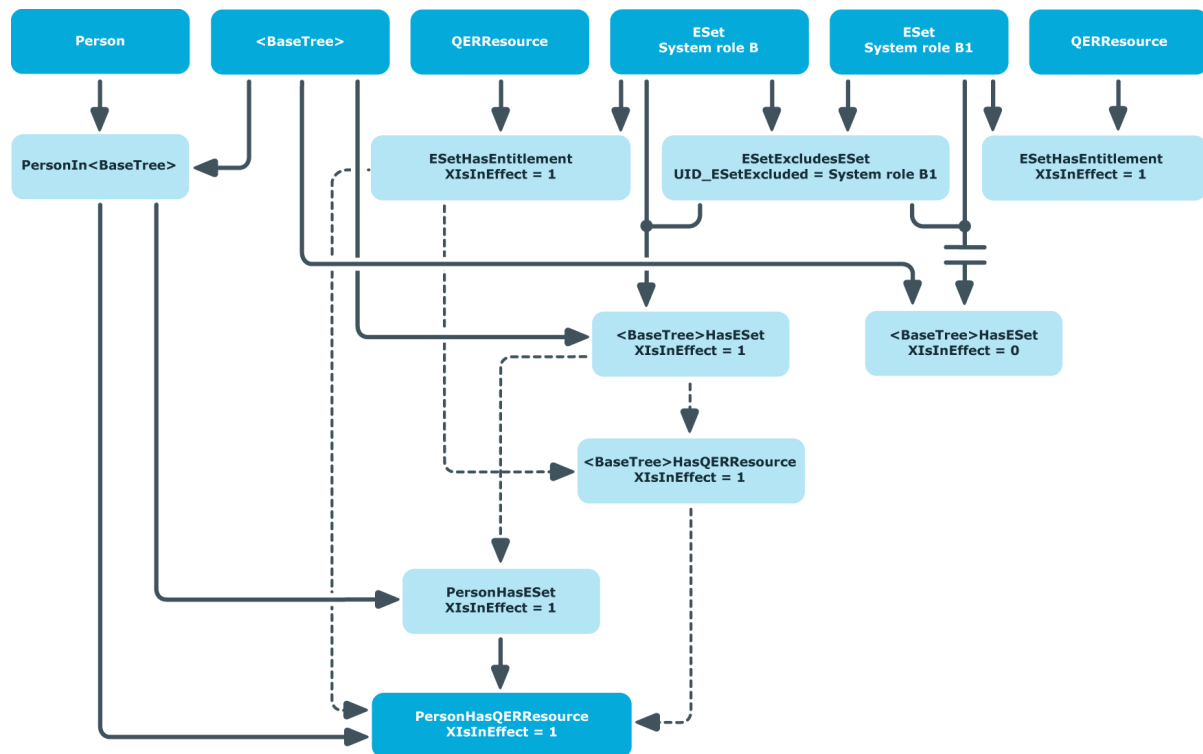 Person
<BaseTree>
QERResource
ESet
System role B
ESet
System role B1
QERResource
PersonIn<BaseTree>
ESetHasEntitlement
XIsInEffect = 1
ESetExcludesESet
UID_ESetExcluded = System role B1
ESetHasEntitlement
XIsInEffect = 1
<BaseTree>HasESet
XIsInEffect = 1
<BaseTree>HasESet
XIsInEffect = 0
<BaseTree>HasQERResource
XIsInEffect = 1
PersonHasESet
XIsInEffect = 1
PersonHasQERResource
XIsInEffect = 1